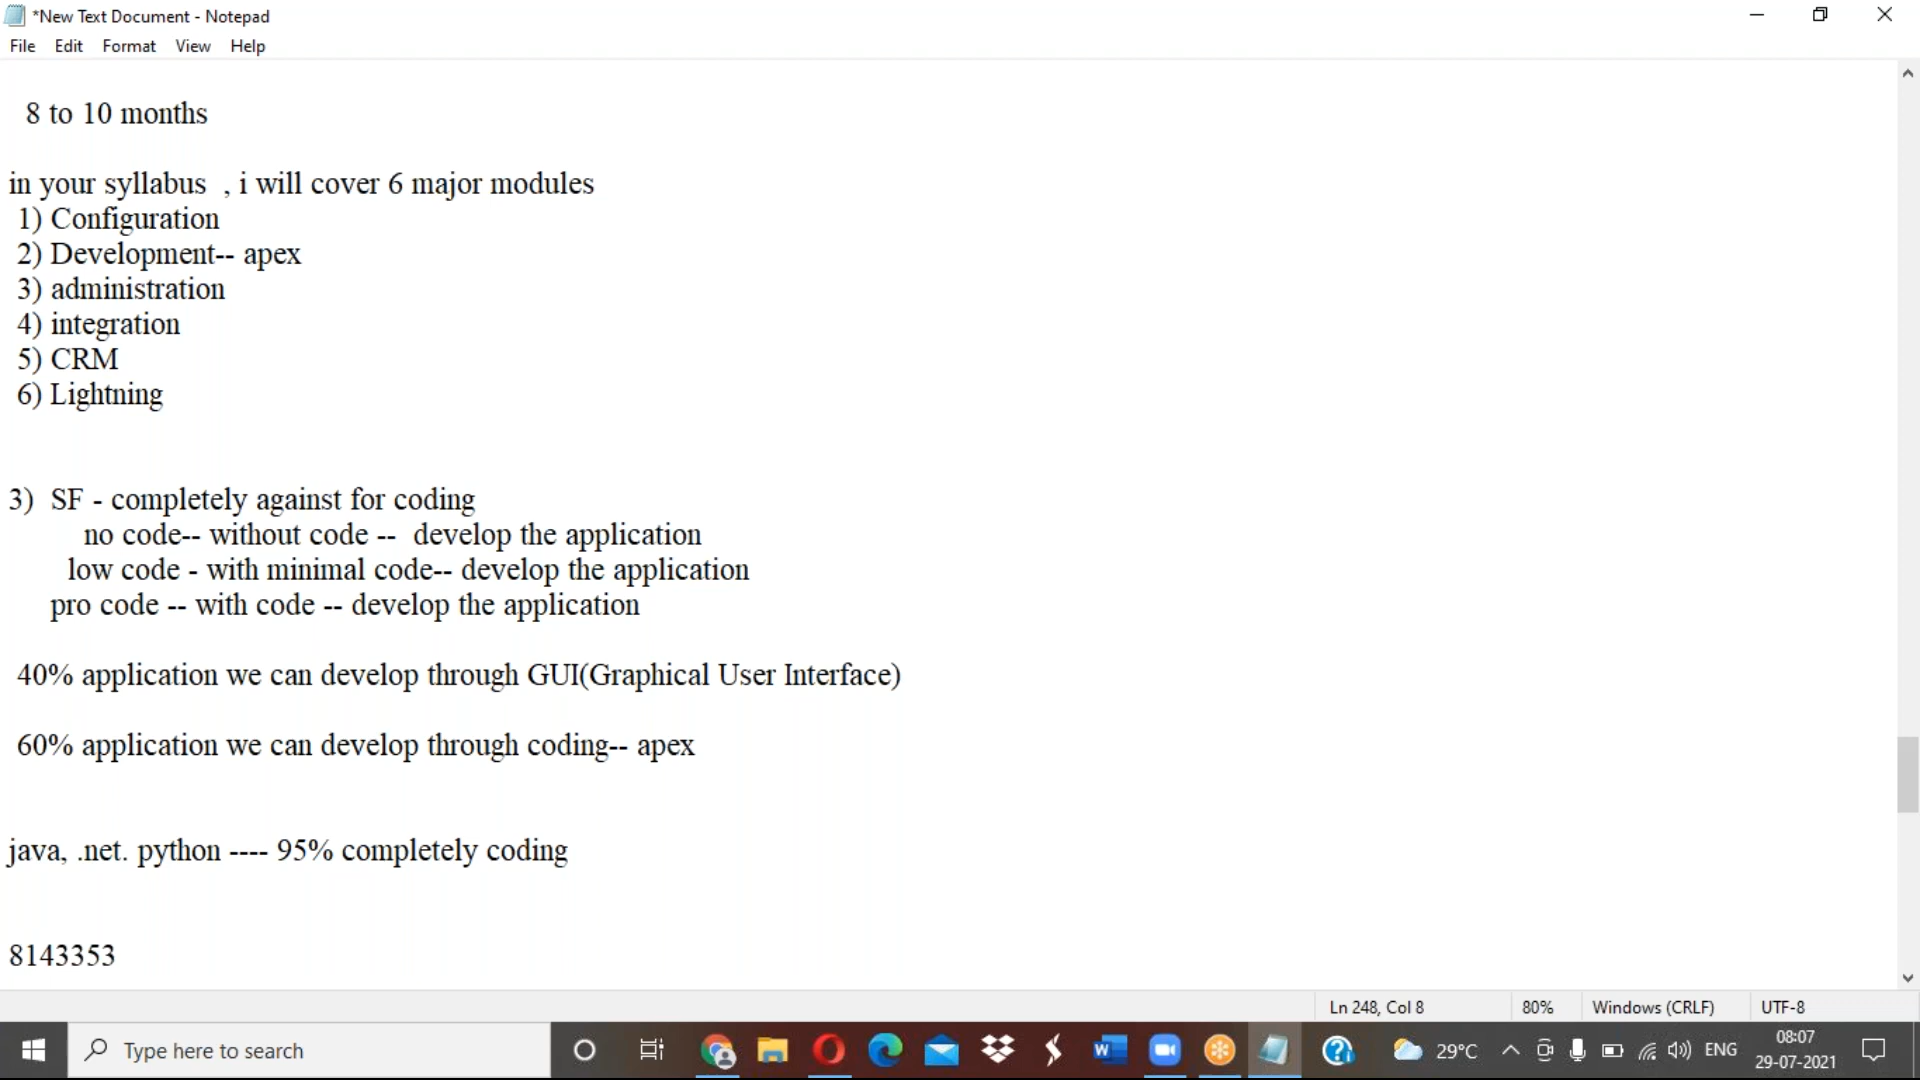 *New Text Document - Notepad
File Edit Format View Help
8 to 10 months
in your syllabus , i will cover 6 major modules
1) Configuration
2) Development-- apex
3) administration
4) integration
5) CRM
6) Lightning
3) SF - completely against for coding
no code-- without code -- develop the application
low code - with minimal code-- develop the application
pro code -- with code -- develop the application
40% application we can develop through GUI(Graphical User Interface)
60% application we can develop through coding-- apex
java, .net. python ---- 95% completely coding
8143353
Ln 248, Col 8 80% Windows (CRLF) UTF-8
Type here to search 29°C ENG 08:07
29-07-2021